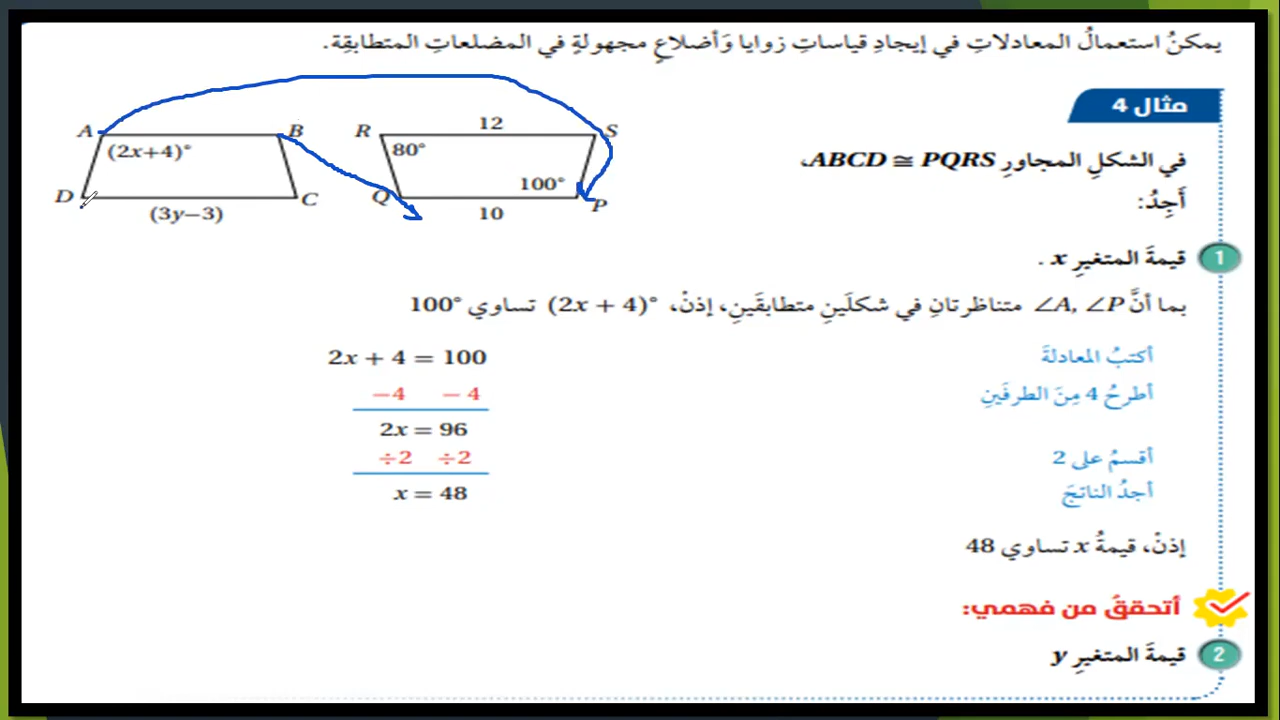 يمكنُ استعمالُ المعادلاتِ في إيجادِ قياساتِ زوايا وَأضلاعٍ مجهولةٍ في المضلعاتِ المتطابقِة.
مثال 4
في الشكلِ المجاورِ ABCD ≅ PQRS،
أَجِدُ:
A B R 12 S
(2x+4)° 80°
100°
D C Q P
(3y−3) 10
1 قيمةَ المتغيرِ x .
بما أنَّ ∠A, ∠P متناظرتانِ في شكلَينِ متطابقَينِ، إذنْ، (2x + 4)° تساوي 100°
أكتبُ المعادلةَ 2x + 4 = 100
أطرحُ 4 مِنَ الطرفَينِ −4 − 4
2x = 96
أقسمُ على 2 ÷2 ÷2
أجدُ الناتجَ x = 48
إذنْ، قيمةُ x تساوي 48
أتحققُ من فهمي:
2 قيمةَ المتغيرِ y